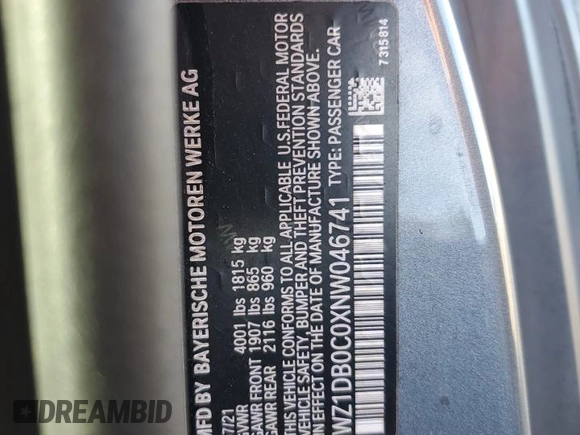 MFD BY BAYERISCHE MOTOREN WERKE AG
7/21
GVWR 4001 lbs 1815 kg
GAWR FRONT 1907 lbs 865 kg
GAWR REAR 2116 lbs 960 kg
THIS VEHICLE CONFORMS TO ALL APPLICABLE U.S. FEDERAL MOTOR
VEHICLE SAFETY, BUMPER AND THEFT PREVENTION STANDARDS
IN EFFECT ON THE DATE OF MANUFACTURE SHOWN ABOVE.
WZ1DB0C0XNW046741 TYPE: PASSENGER CAR
7315814
DREAMBID